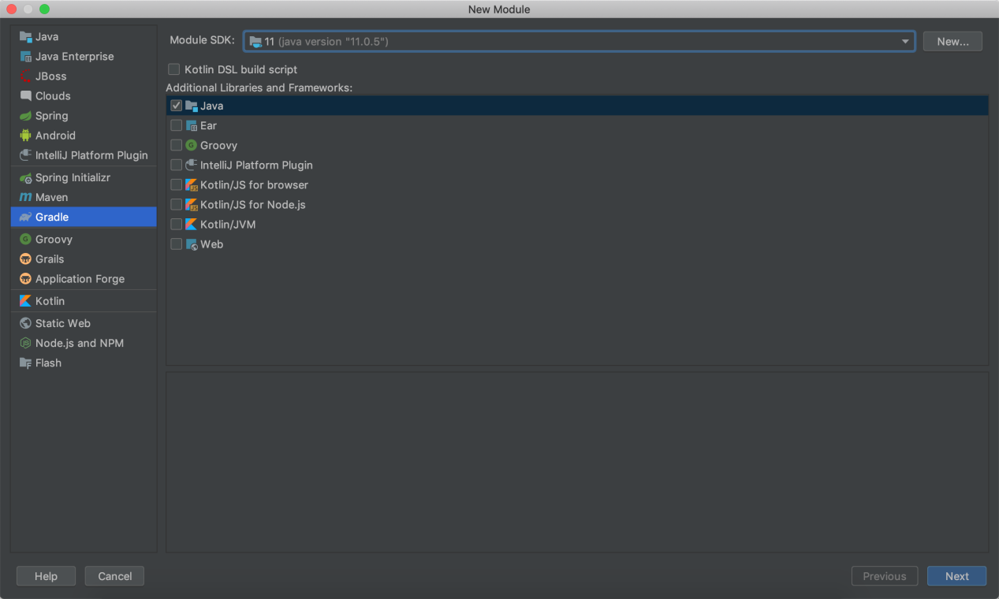 New Module
Java
Java Enterprise
JBoss
Clouds
Spring
Android
IntelliJ Platform Plugin
Spring Initializr
Maven
Gradle
Groovy
Grails
Application Forge
Kotlin
Static Web
Node.js and NPM
Flash
Module SDK: 11 (java version "11.0.5") New...
Kotlin DSL build script
Additional Libraries and Frameworks:
Java
Ear
Groovy
IntelliJ Platform Plugin
Kotlin/JS for browser
Kotlin/JS for Node.js
Kotlin/JVM
Web
Help Cancel Previous Next